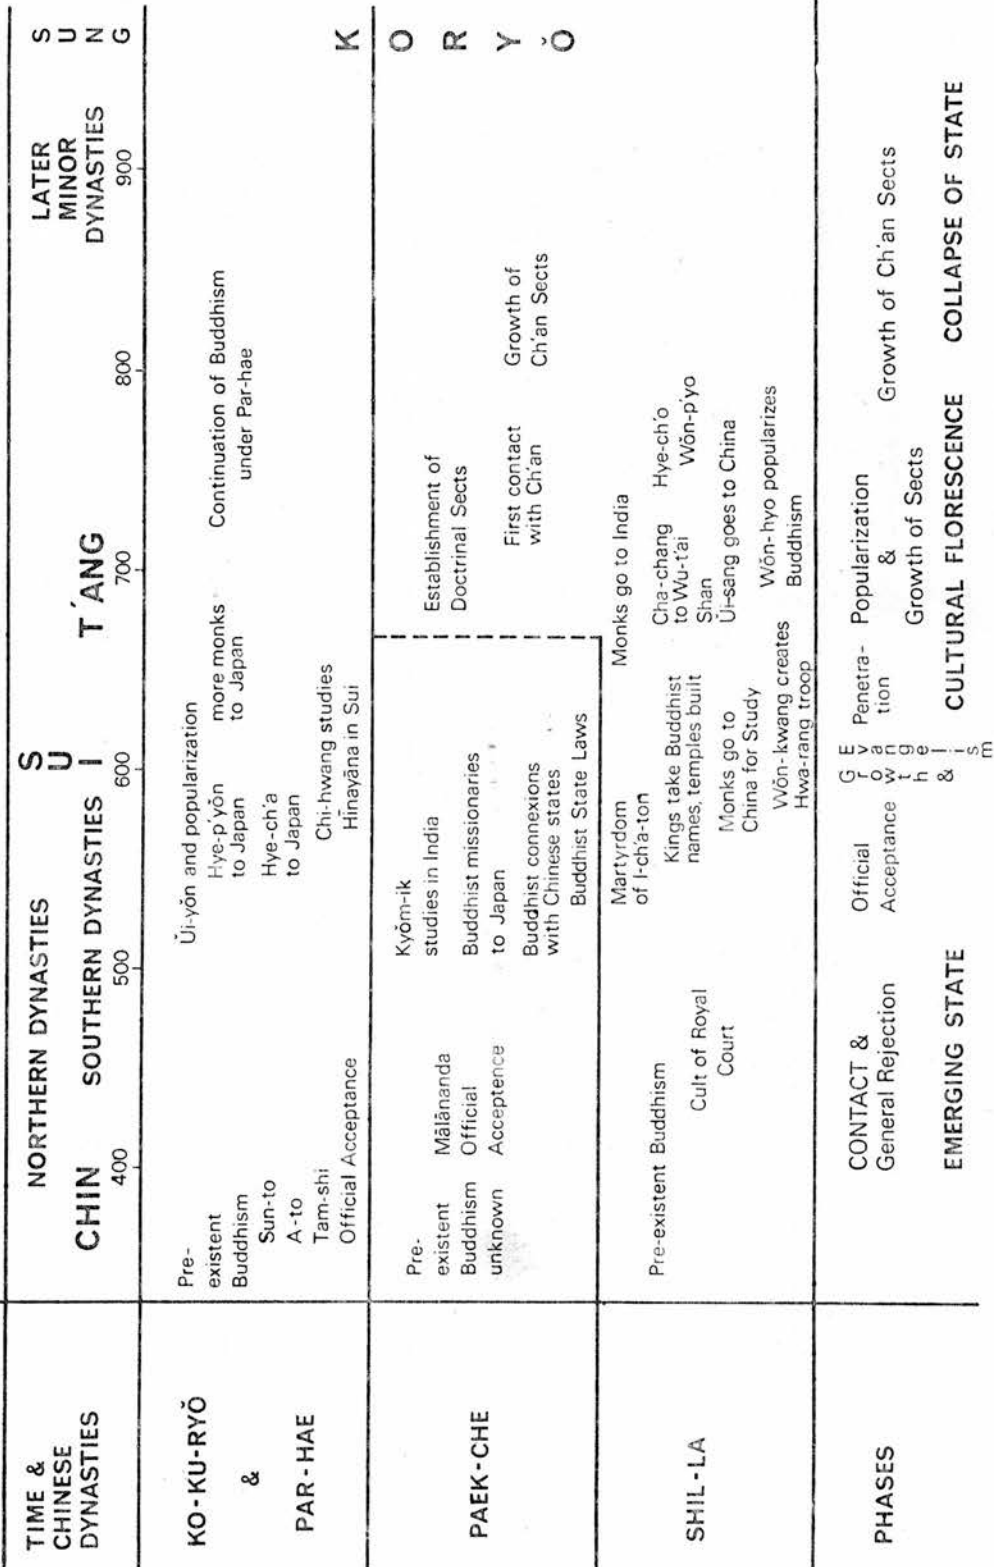 TIME &
CHINESE
DYNASTIES
NORTHERN DYNASTIES
CHIN
SOUTHERN DYNASTIES
SUI
T'ANG
LATER
MINOR
DYNASTIES
SUNG
400
500
600
700
800
900
KO-KU-RYŎ
&
PAR-HAE
Pre-
existent
Buddhism
Sun-to
A-to
Tam-shi
Official Acceptance
Ŭi-yŏn and popularization
Hye-p'yŏn
to Japan
more monks
to Japan
Hye-ch'a
to Japan
Chi-hwang studies
Hīnayāna in Sui
Continuation of Buddhism
under Par-hae
KORYŎ
PAEK-CHE
Pre-
existent
Buddhism
unknown
Mālānanda
Official
Acceptence
Kyŏm-ik
studies in India
Buddhist missionaries
to Japan
Buddhist connexions
with Chinese states
Buddhist State Laws
Establishment of
Doctrinal Sects
First contact
with Ch'an
Growth of
Ch'an Sects
SHIL-LA
Pre-existent Buddhism
Cult of Royal
Court
Martyrdom
of I-ch'a-ton
Kings take Buddhist
names, temples built
Monks go to
China for Study
Wŏn-kwang creates
Hwa-rang troop
Monks go to India
Cha-chang
to Wu-t'ai
Shan
Hye-ch'o
Wŏn-p'yo
Ŭi-sang goes to China
Wŏn-hyo popularizes
Buddhism
PHASES
CONTACT &
General Rejection
Official
Acceptance
Growth &
Evangelism
Penetra-
tion
Popularization
&
Growth of Sects
Growth of Ch'an Sects
EMERGING STATE
CULTURAL FLORESCENCE
COLLAPSE OF STATE